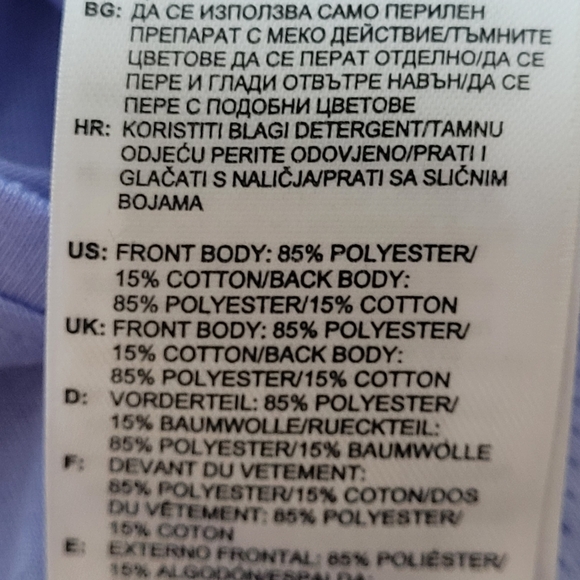 BG: ДА СЕ ИЗПОЛЗВА САМО ПЕРИЛЕН
ПРЕПАРАТ С МЕКО ДЕЙСТВИЕ/ТЪМНИТЕ
ЦВЕТОВЕ ДА СЕ ПЕРАТ ОТДЕЛНО/ДА СЕ
ПЕРЕ И ГЛАДИ ОТВЪТРЕ НАВЪН/ДА СЕ
ПЕРЕ С ПОДОБНИ ЦВЕТОВЕ
HR: KORISTITI BLAGI DETERGENT/TAMNU
ODJEĆU PERITE ODOVJENO/PRATI I
GLAČATI S NALIČJA/PRATI SA SLIČNIM
BOJAMA
US: FRONT BODY: 85% POLYESTER/
15% COTTON/BACK BODY:
85% POLYESTER/15% COTTON
UK: FRONT BODY: 85% POLYESTER/
15% COTTON/BACK BODY:
85% POLYESTER/15% COTTON
D: VORDERTEIL: 85% POLYESTER/
15% BAUMWOLLE/RUECKTEIL:
85% POLYESTER/15% BAUMWOLLE
F: DEVANT DU VETEMENT:
85% POLYESTER/15% COTON/DOS
DU VÊTEMENT: 85% POLYESTER/
15% COTON
E: EXTERNO FRONTAL: 85% POLIÉSTER/
15% ALGODÓN/ESPALDA: